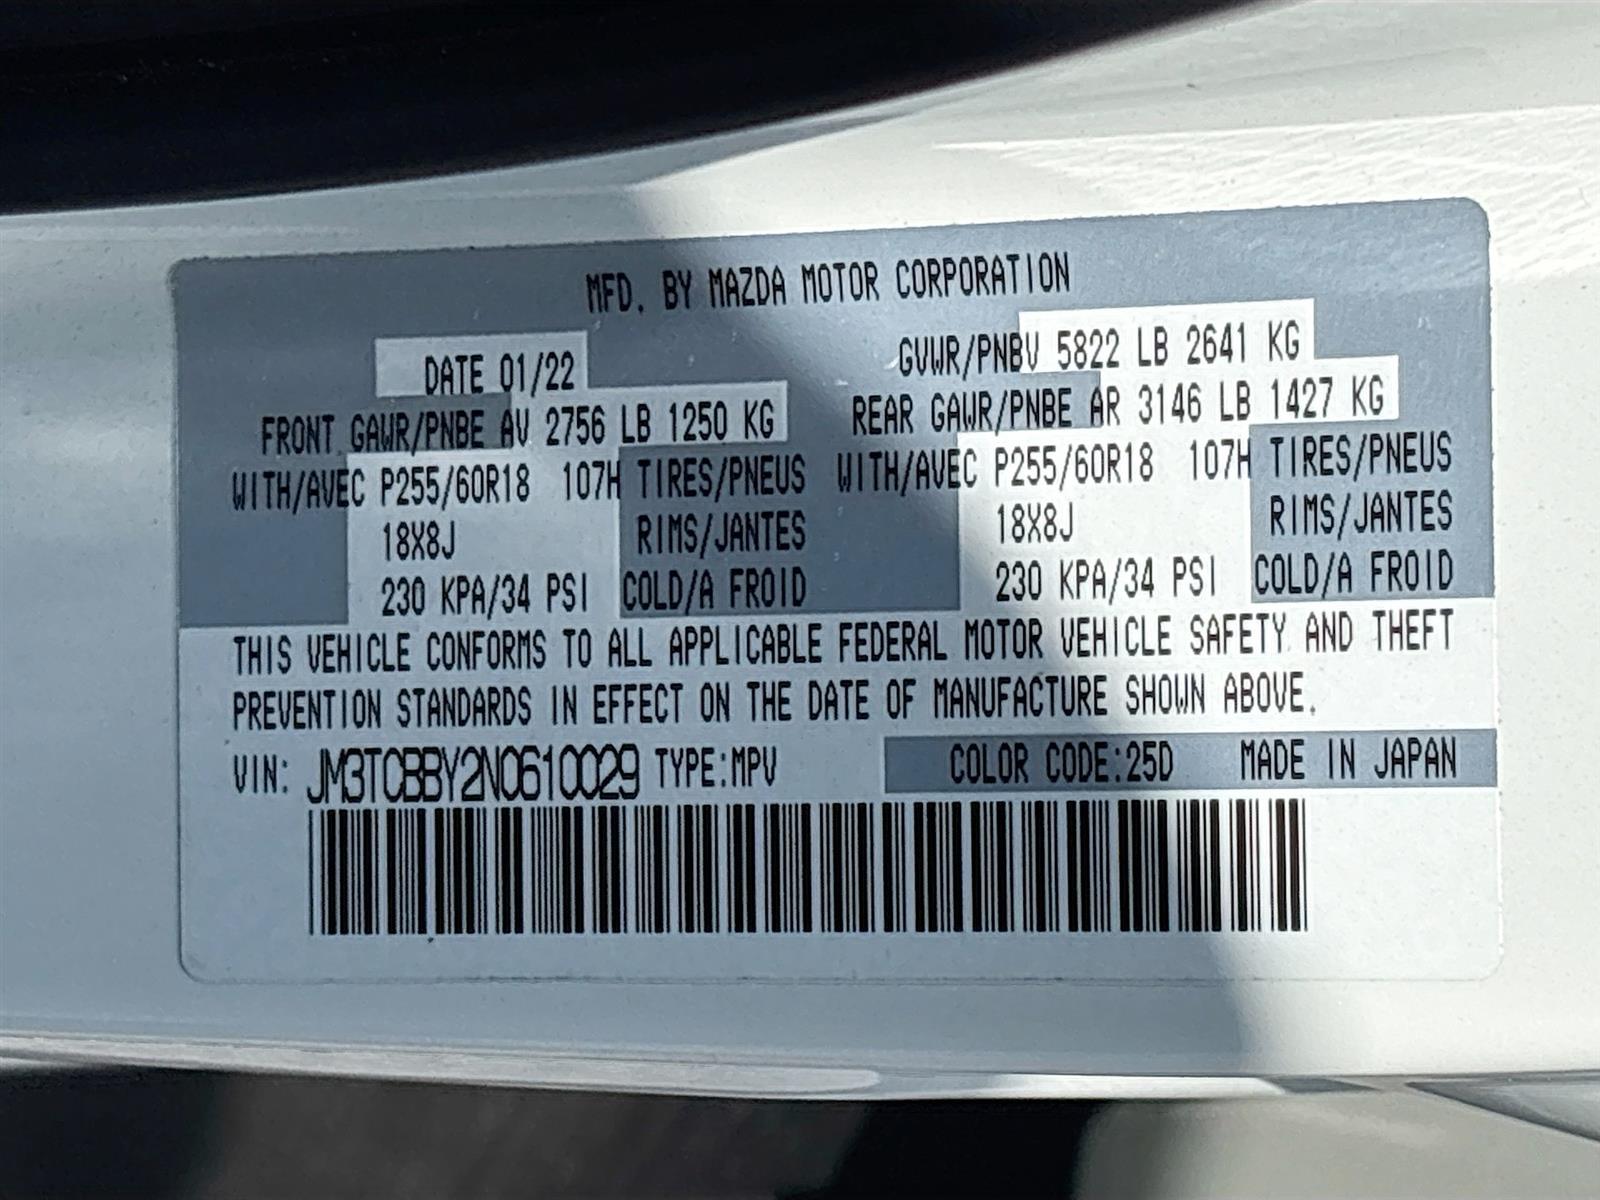 MFD. BY MAZDA MOTOR CORPORATION
DATE 01/22 GVWR/PNBV 5822 LB 2641 KG
FRONT GAWR/PNBE AV 2756 LB 1250 KG REAR GAWR/PNBE AR 3146 LB 1427 KG
WITH/AVEC P255/60R18 107H TIRES/PNEUS WITH/AVEC P255/60R18 107H TIRES/PNEUS
18X8J RIMS/JANTES 18X8J RIMS/JANTES
230 KPA/34 PSI COLD/A FROID 230 KPA/34 PSI COLD/A FROID
THIS VEHICLE CONFORMS TO ALL APPLICABLE FEDERAL MOTOR VEHICLE SAFETY AND THEFT
PREVENTION STANDARDS IN EFFECT ON THE DATE OF MANUFACTURE SHOWN ABOVE.
VIN: JM3TCBBY2N0610029 TYPE:MPV COLOR CODE:25D MADE IN JAPAN